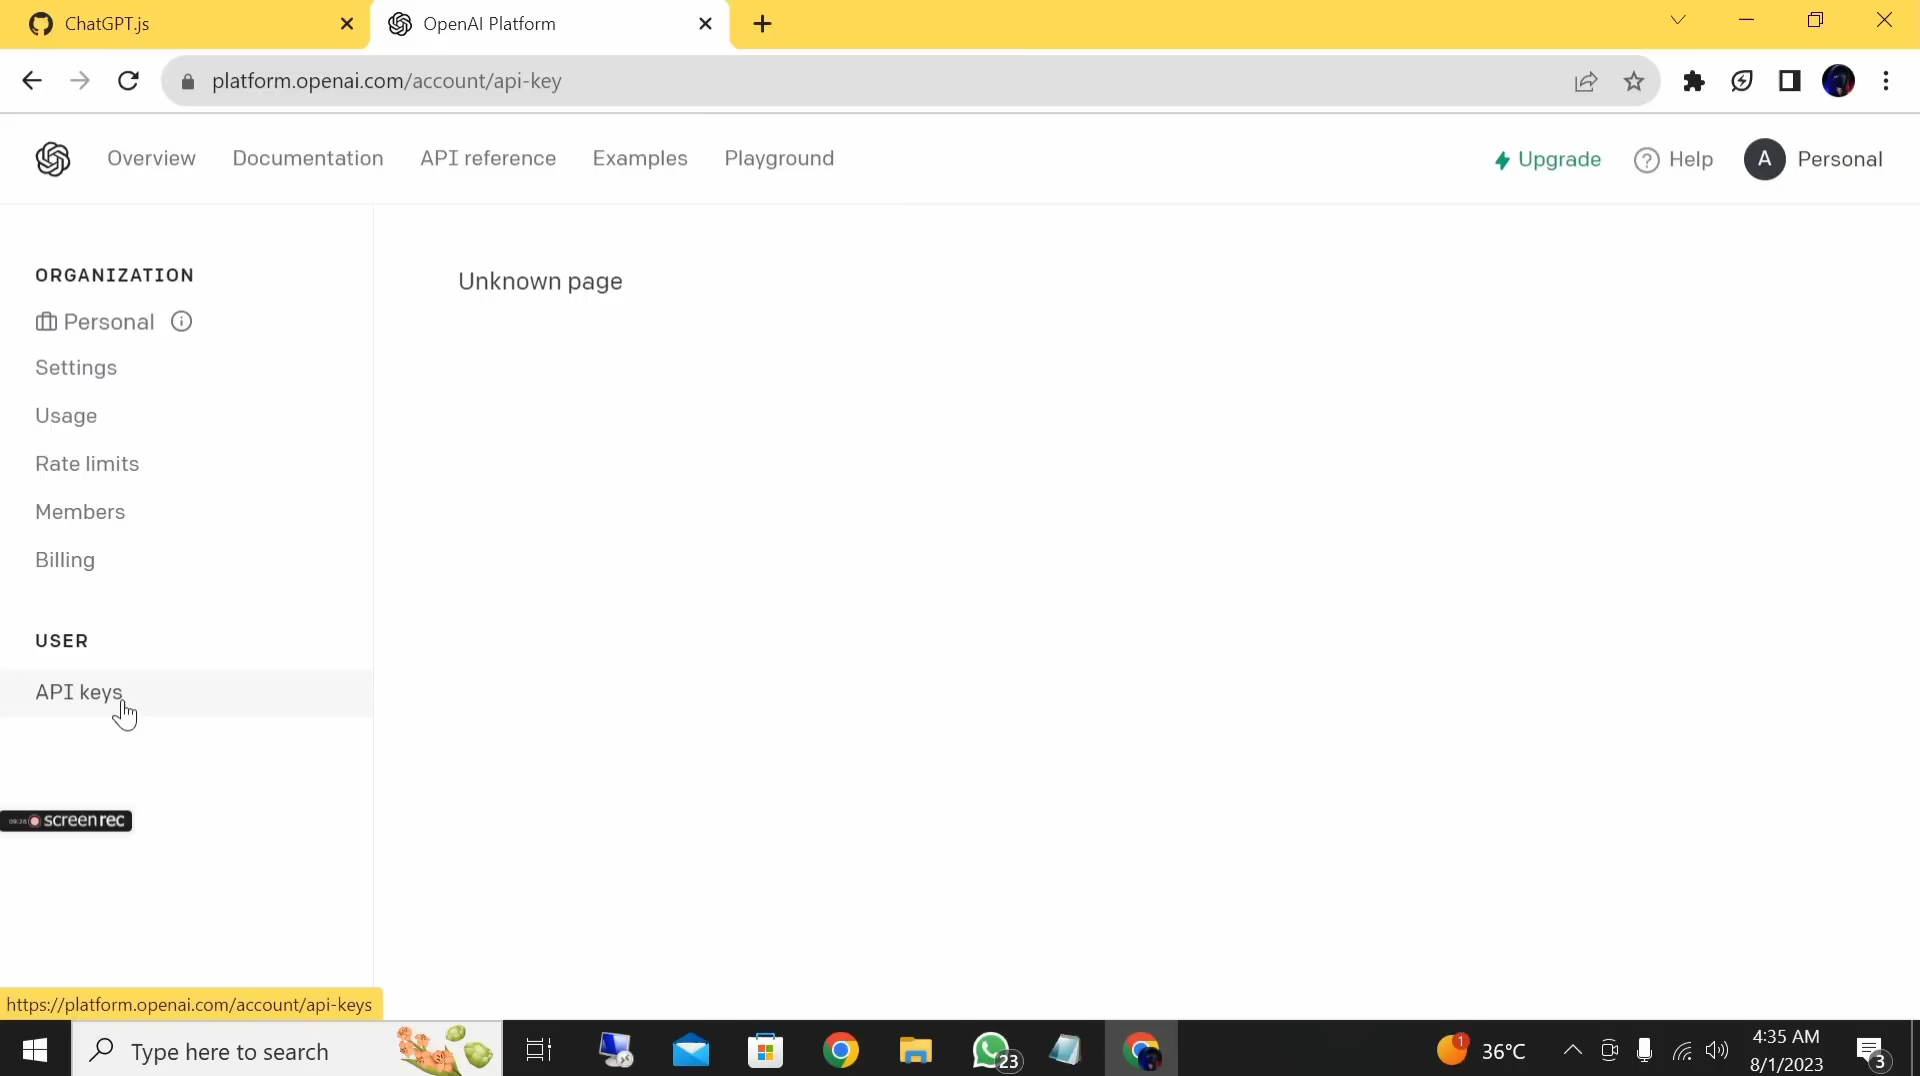 ChatGPT.js
OpenAI Platform
platform.openai.com/account/api-key
Overview
Documentation
API reference
Examples
Playground
Upgrade
Help
A
Personal
ORGANIZATION
Personal
Settings
Usage
Rate limits
Members
Billing
USER
API keys
Unknown page
screenrec
https://platform.openai.com/account/api-keys
Type here to search
23
1
36°C
4:35 AM
8/1/2023
3